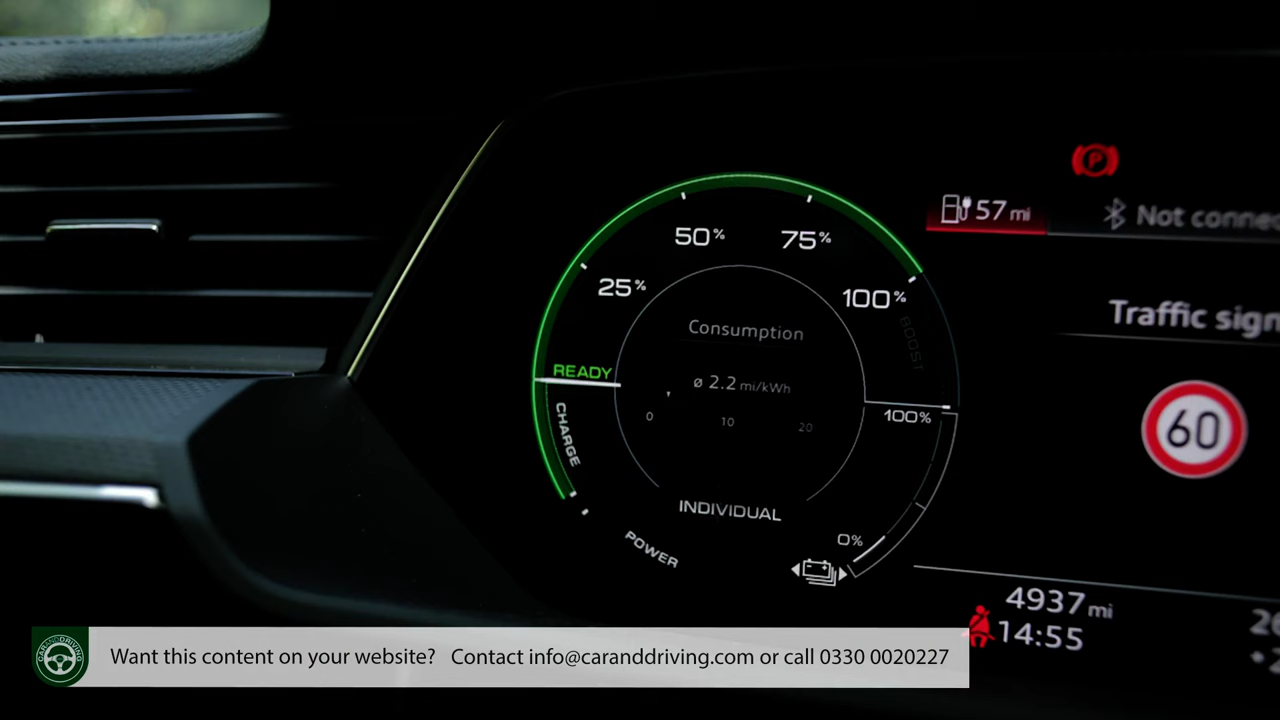 P
57 mi
Not conne
50%
75%
25%
100%
Traffic sign
BOOST
Consumption
READY
ø 2.2 mi/kWh
0 10 20
100%
60
CHARGE
INDIVIDUAL
0%
POWER
4937 mi
14:55
CARANDDRIVING
Want this content on your website? Contact info@caranddriving.com or call 0330 0020227